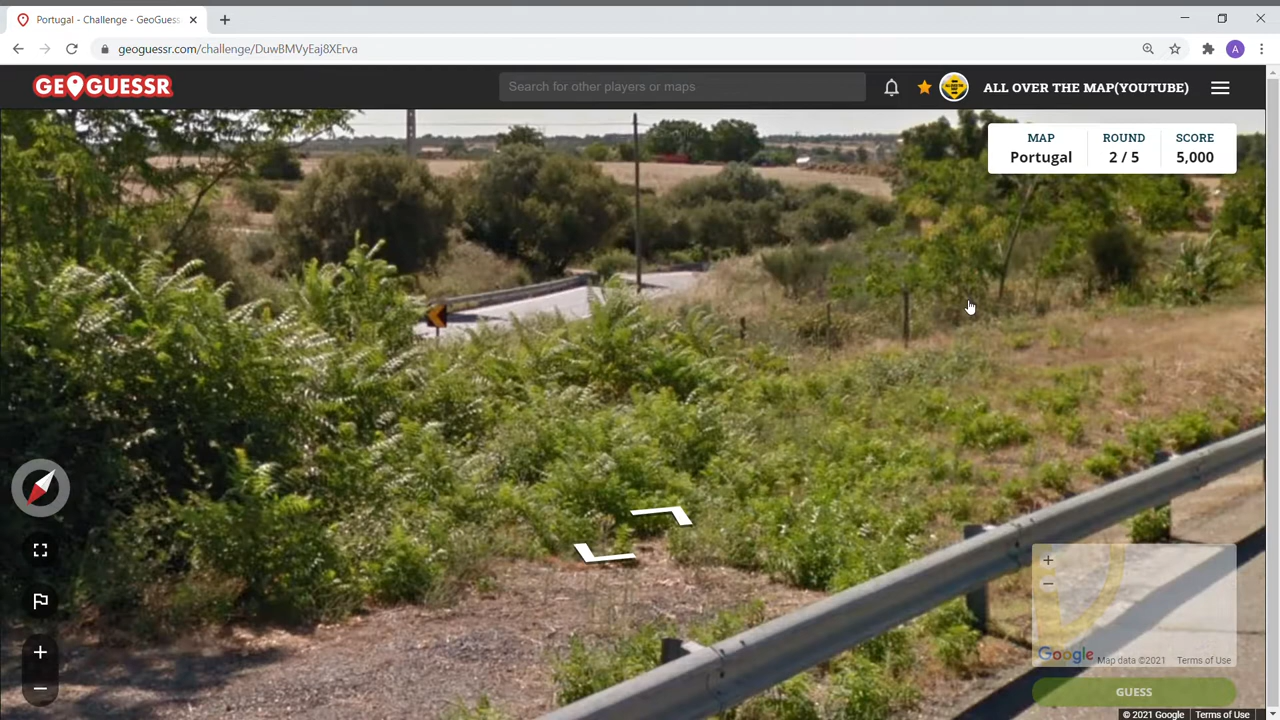 Portugal - Challenge - GeoGuess
geoguessr.com/challenge/DuwBMVyEaj8XErva
A
GEOGUESSR
Search for other players or maps
ALL OVER THE MAP(YOUTUBE)
MAP ROUND SCORE
Portugal 2 / 5 5,000
Google Map data ©2021 Terms of Use
GUESS
© 2021 Google Terms of Use